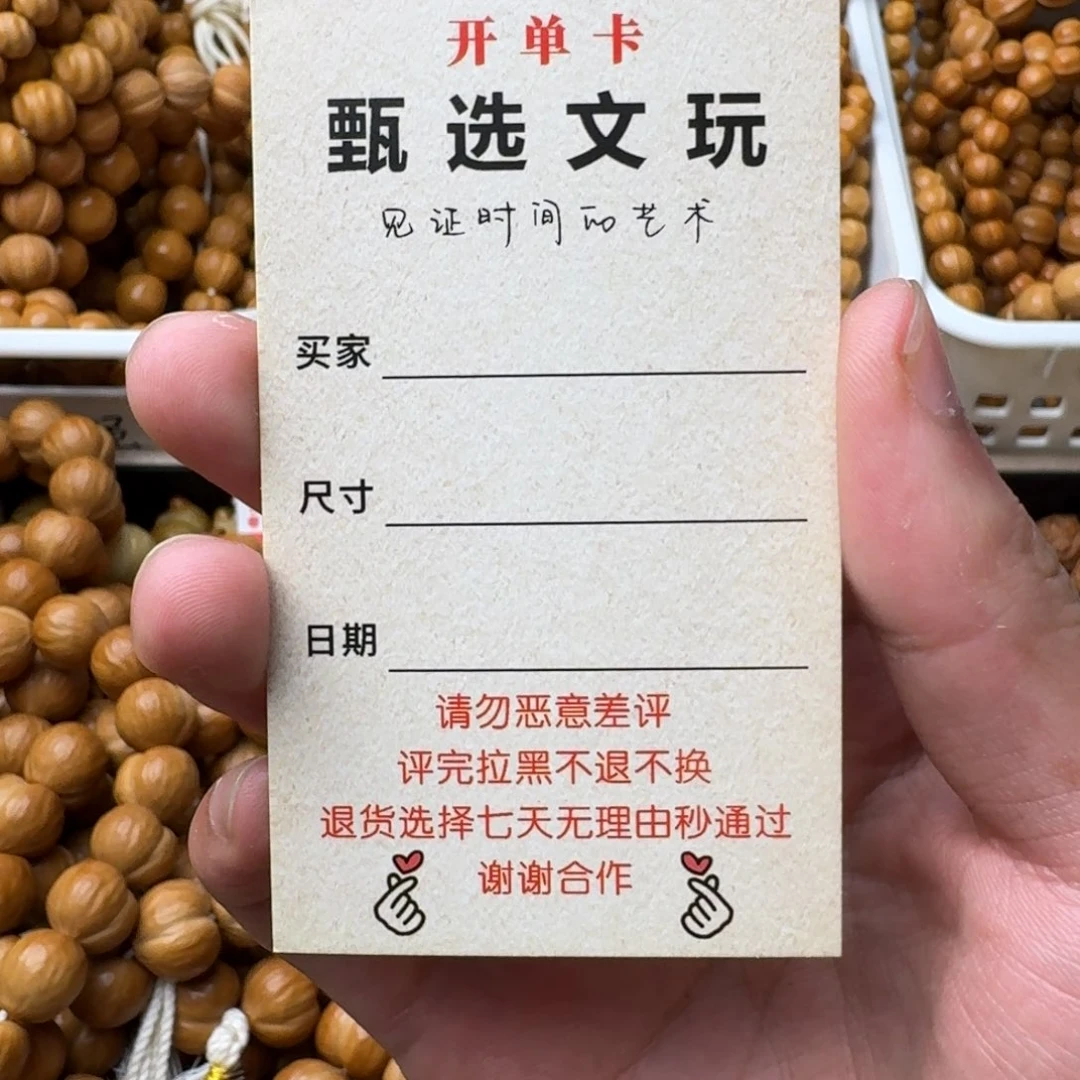 开单卡
甄选文玩
见证时间的艺术
买家
尺寸
日期
请勿恶意差评
评完拉黑不退不换
退货选择七天无理由秒通过
谢谢合作